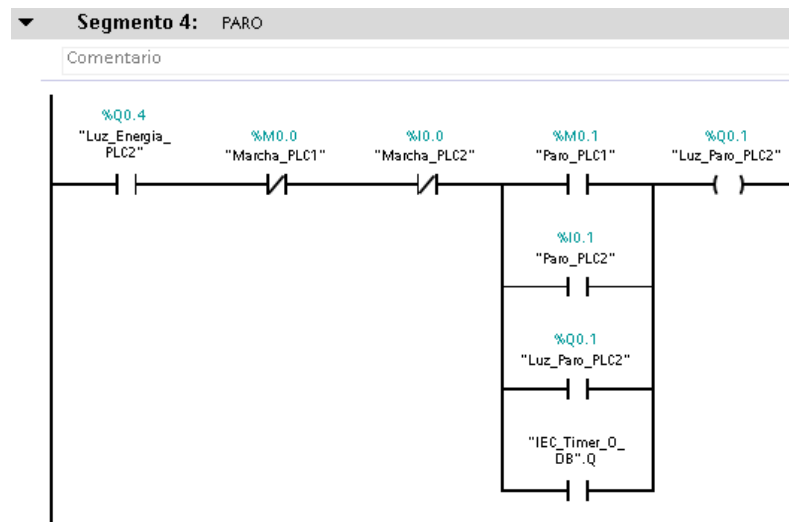 Segmento 4: PARO
Comentario
%Q0.4
"Luz_Energia_
PLC2"
%M0.0
"Marcha_PLC1"
%I0.0
"Marcha_PLC2"
%M0.1
"Paro_PLC1"
%Q0.1
"Luz_Paro_PLC2"
%I0.1
"Paro_PLC2"
%Q0.1
"Luz_Paro_PLC2"
"IEC_Timer_0_
DB".Q